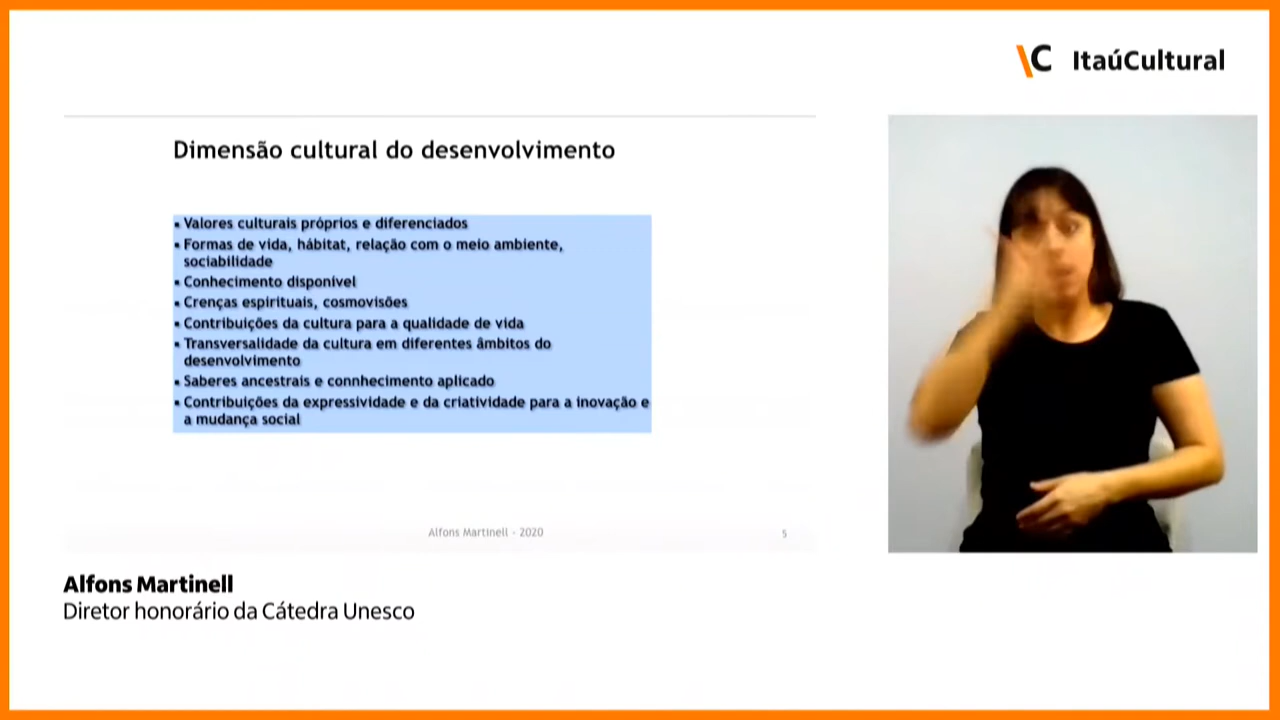 \C ItaúCultural
Dimensão cultural do desenvolvimento
▪ Valores culturais próprios e diferenciados
▪ Formas de vida, hábitat, relação com o meio ambiente,
sociabilidade
▪ Conhecimento disponível
▪ Crenças espirituais, cosmovisões
▪ Contribuições da cultura para a qualidade de vida
▪ Transversalidade da cultura em diferentes âmbitos do
desenvolvimento
▪ Saberes ancestrais e connhecimento aplicado
▪ Contribuições da expressividade e da criatividade para a inovação e
a mudança social
Alfons Martinell - 2020
5
Alfons Martinell
Diretor honorário da Cátedra Unesco